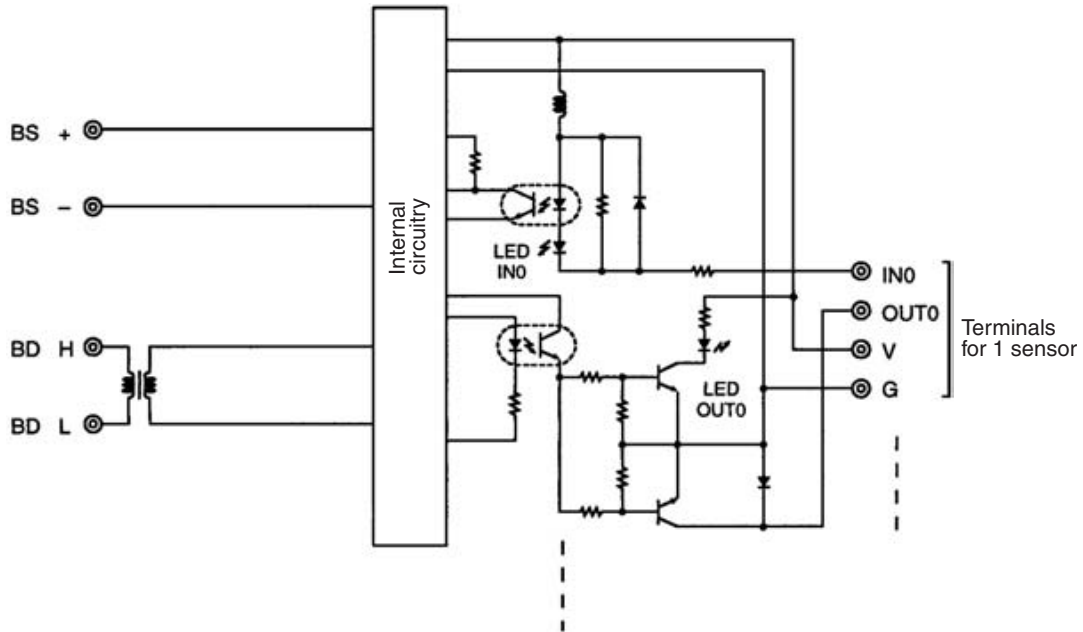 BS +
BS –
BD H
BD L
Internal
circuitry
LED
IN0
LED
OUT0
IN0
OUT0
V
G
Terminals
for 1 sensor